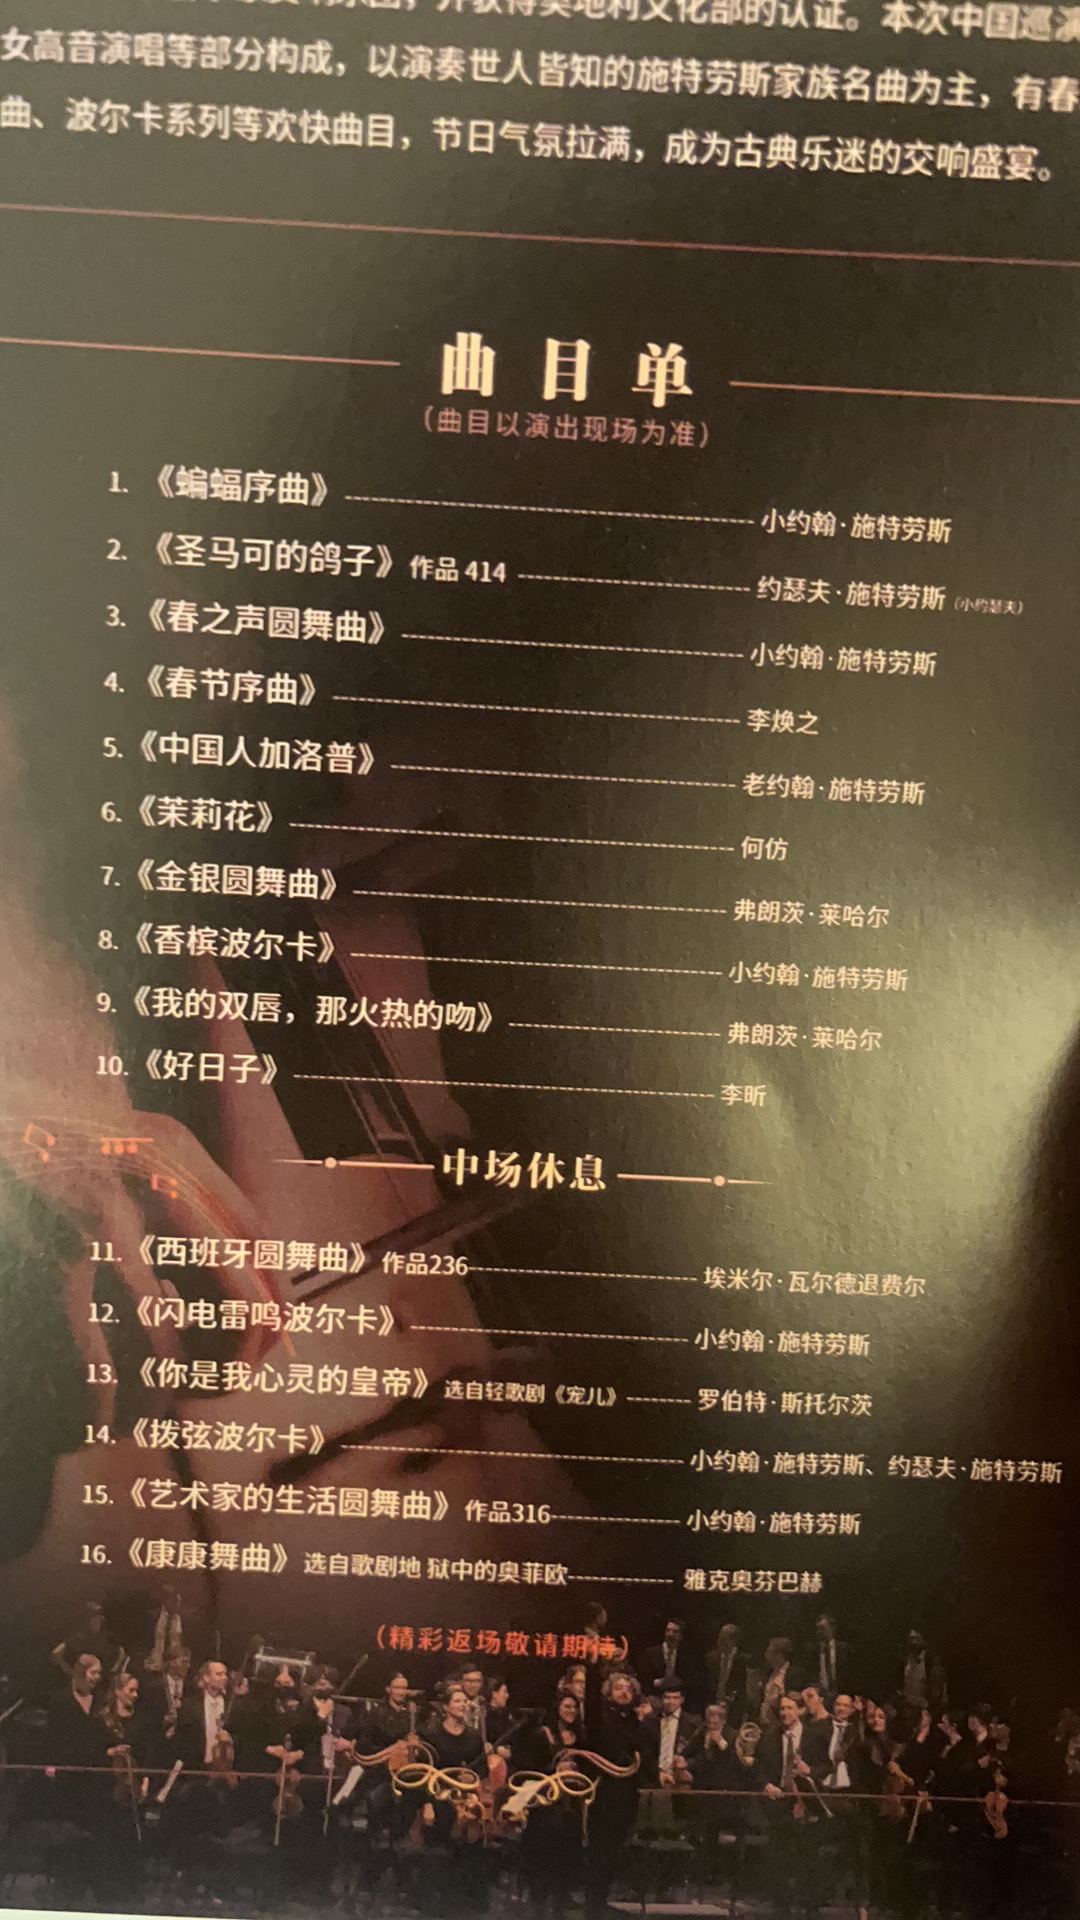 并获得奥地利文化部的认证。本次中国巡演
女高音演唱等部分构成，以演奏世人皆知的施特劳斯家族名曲为主，有春
曲、波尔卡系列等欢快曲目，节日气氛拉满，成为古典乐迷的交响盛宴。
曲目单
（曲目以演出现场为准）
1. 《蝙蝠序曲》 小约翰·施特劳斯
2. 《圣马可的鸽子》作品 414 约瑟夫·施特劳斯（小约瑟夫）
3. 《春之声圆舞曲》 小约翰·施特劳斯
4. 《春节序曲》 李焕之
5. 《中国人加洛普》 老约翰·施特劳斯
6. 《茉莉花》 何仿
7. 《金银圆舞曲》 弗朗茨·莱哈尔
8. 《香槟波尔卡》 小约翰·施特劳斯
9. 《我的双唇，那火热的吻》 弗朗茨·莱哈尔
10. 《好日子》 李昕
中场休息
11. 《西班牙圆舞曲》作品236 埃米尔·瓦尔德退费尔
12. 《闪电雷鸣波尔卡》 小约翰·施特劳斯
13. 《你是我心灵的皇帝》选自轻歌剧《宠儿》 罗伯特·斯托尔茨
14. 《拨弦波尔卡》 小约翰·施特劳斯、约瑟夫·施特劳斯
15. 《艺术家的生活圆舞曲》作品316 小约翰·施特劳斯
16. 《康康舞曲》选自歌剧地 狱中的奥菲欧 雅克奥芬巴赫
（精彩返场敬请期待）